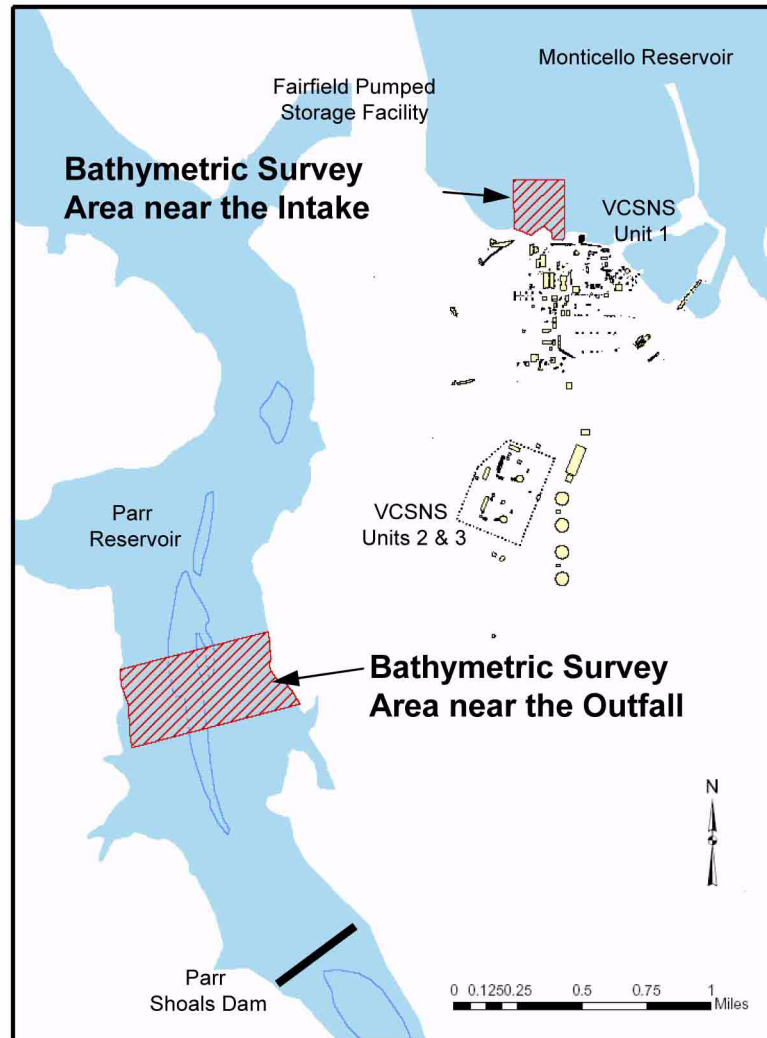 Monticello Reservoir
Fairfield Pumped
Storage Facility
Bathymetric Survey
Area near the Intake
VCSNS
Unit 1
Parr
Reservoir
VCSNS
Units 2 & 3
Bathymetric Survey
Area near the Outfall
N
Parr
Shoals Dam
0 0.1250.25 0.5 0.75 1
Miles